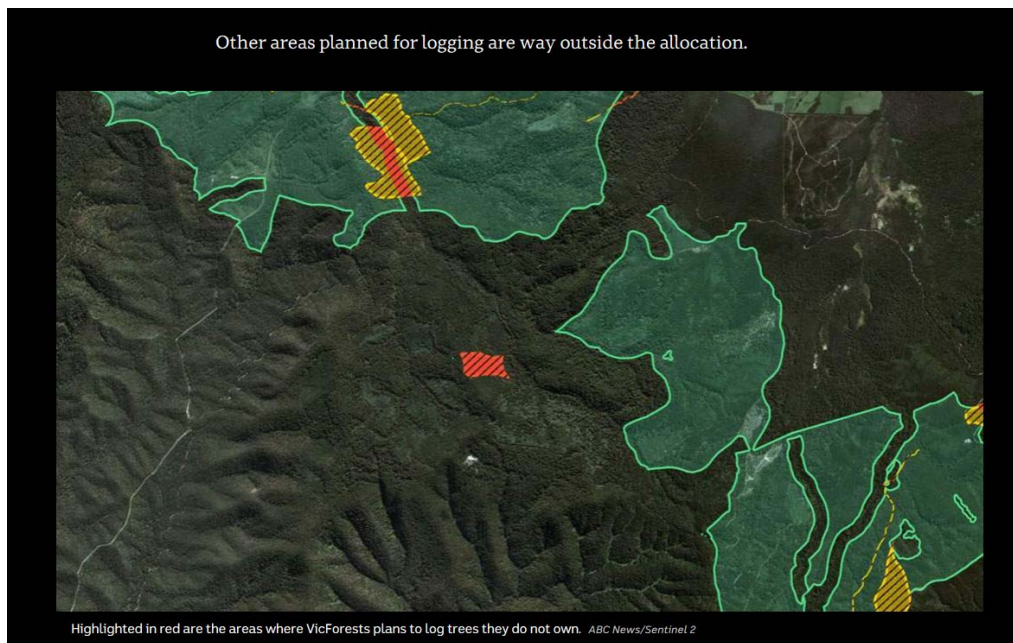 Other areas planned for logging are way outside the allocation.
Highlighted in red are the areas where VicForests plans to log trees they do not own. ABC News/Sentinel 2